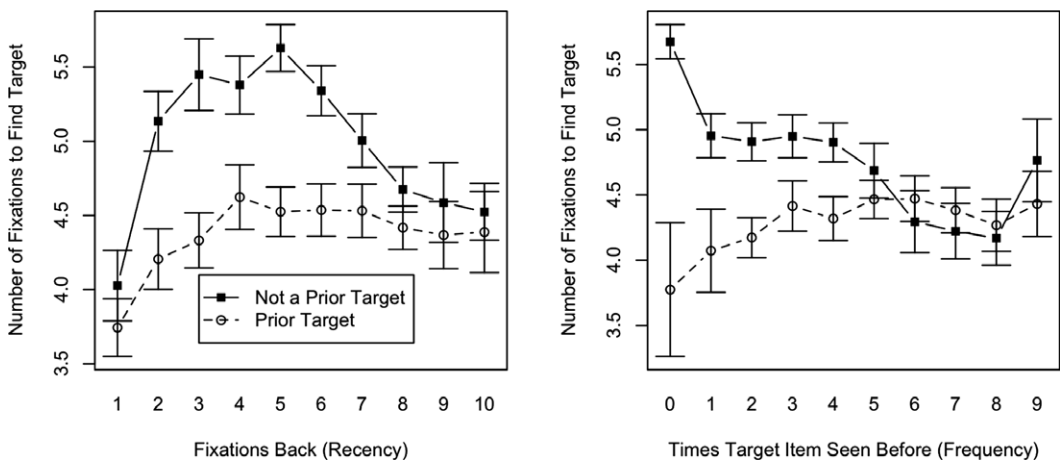 Number of Fixations to Find Target
5.5
5.0
4.5
4.0
3.5
Not a Prior Target
Prior Target
1 2 3 4 5 6 7 8 9 10
Fixations Back (Recency)
Number of Fixations to Find Target
5.5
5.0
4.5
4.0
3.5
0 1 2 3 4 5 6 7 8 9
Times Target Item Seen Before (Frequency)